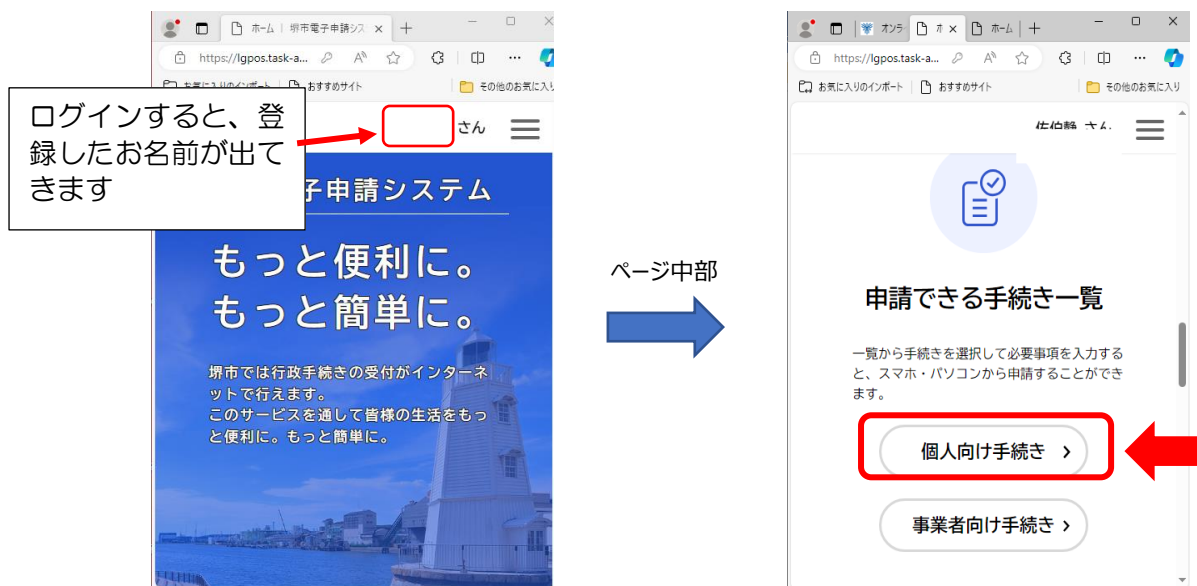 ホーム | 堺市電子申請シス
https://lgpos.task-a...
お気に入りのインポート
おすすめサイト
その他のお気に入り
ログインすると、登
録したお名前が出て
きます
さん
子申請システム
もっと便利に。
もっと簡単に。
堺市では行政手続きの受付がインターネ
ットで行えます。
このサービスを通して皆様の生活をもっ
と便利に。もっと簡単に。
ページ中部
オンラ
ホ
ホーム |
https://lgpos.task-a...
お気に入りのインポート
おすすめサイト
その他のお気に入り
さん
申請できる手続き一覧
一覧から手続きを選択して必要事項を入力する
と、スマホ・パソコンから申請することができ
ます。
個人向け手続き
事業者向け手続き